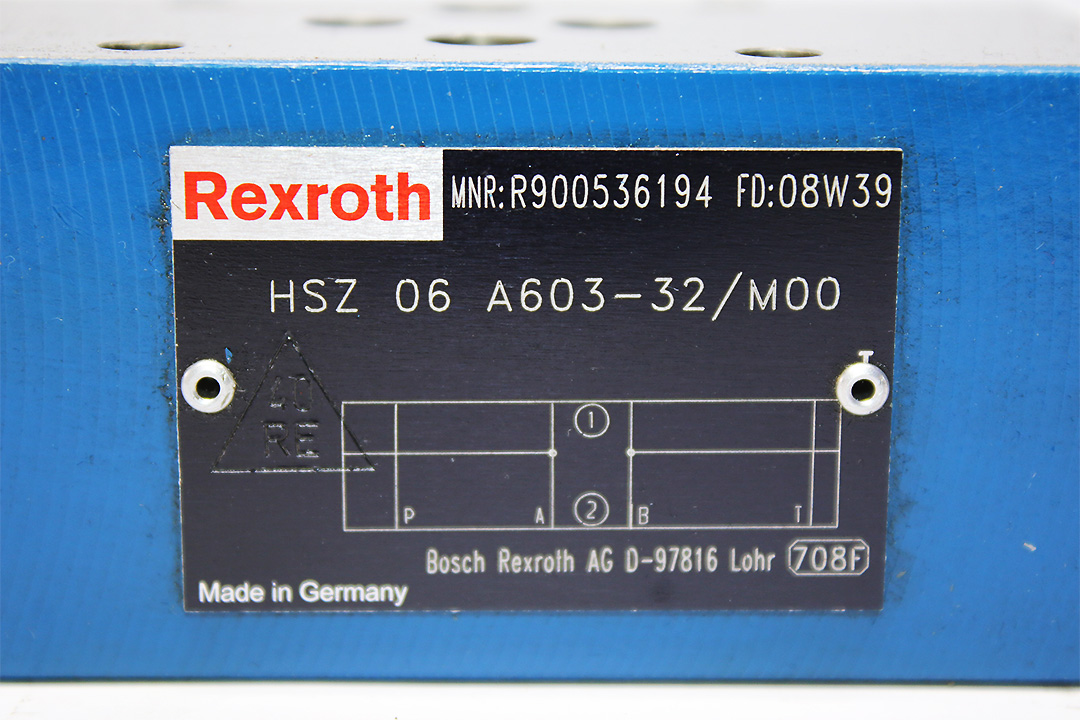 Rexroth MNR:R900536194 FD:08W39
HSZ 06 A603-32/M00
RE
1
2
P A B T
Bosch Rexroth AG D-97816 Lohr 708F
Made in Germany